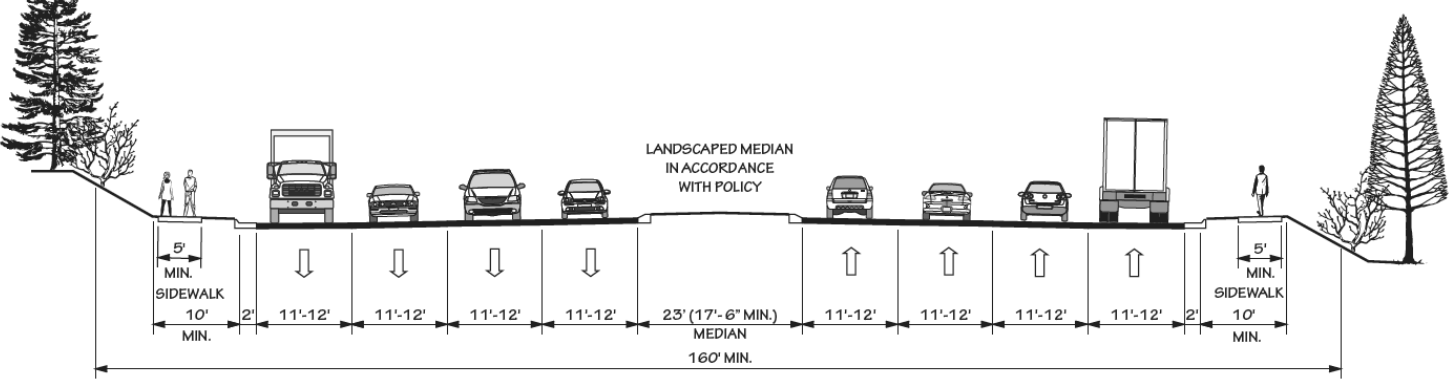 LANDSCAPED MEDIAN
IN ACCORDANCE
WITH POLICY
5'
MIN.
SIDEWALK
10'
MIN.
2'
11'-12'
11'-12'
11'-12'
11'-12'
23' (17'-6" MIN.)
MEDIAN
11'-12'
11'-12'
11'-12'
11'-12'
2'
5'
MIN.
SIDEWALK
10'
MIN.
160' MIN.